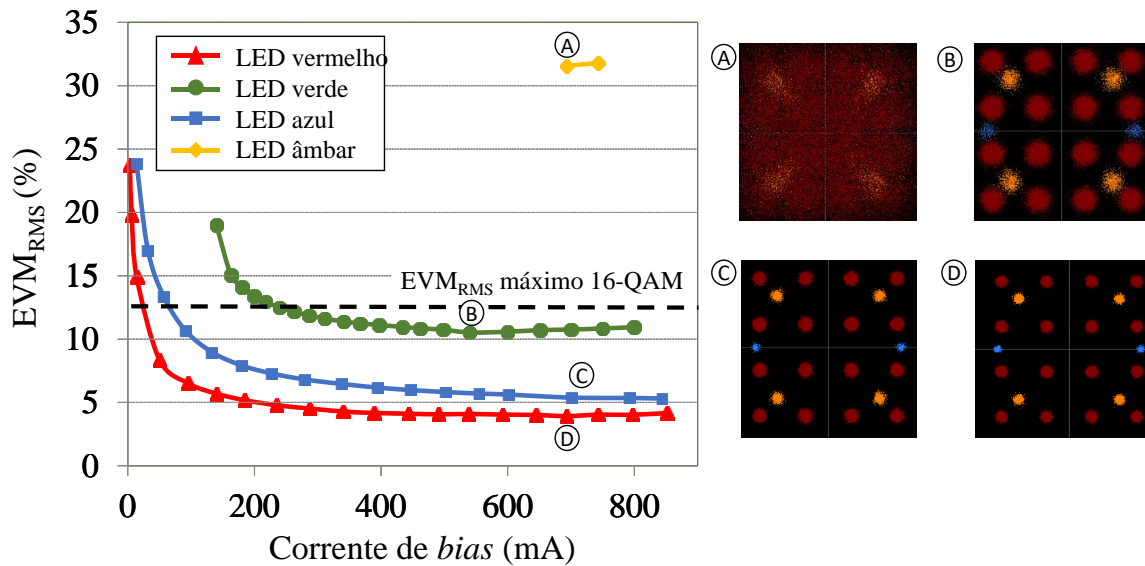 35
30
25
20
15
10
5
0
EVM_RMS (%)
LED vermelho
LED verde
LED azul
LED âmbar
A
EVM_RMS máximo 16-QAM
B
C
D
0 200 400 600 800
Corrente de bias (mA)
A
B
C
D